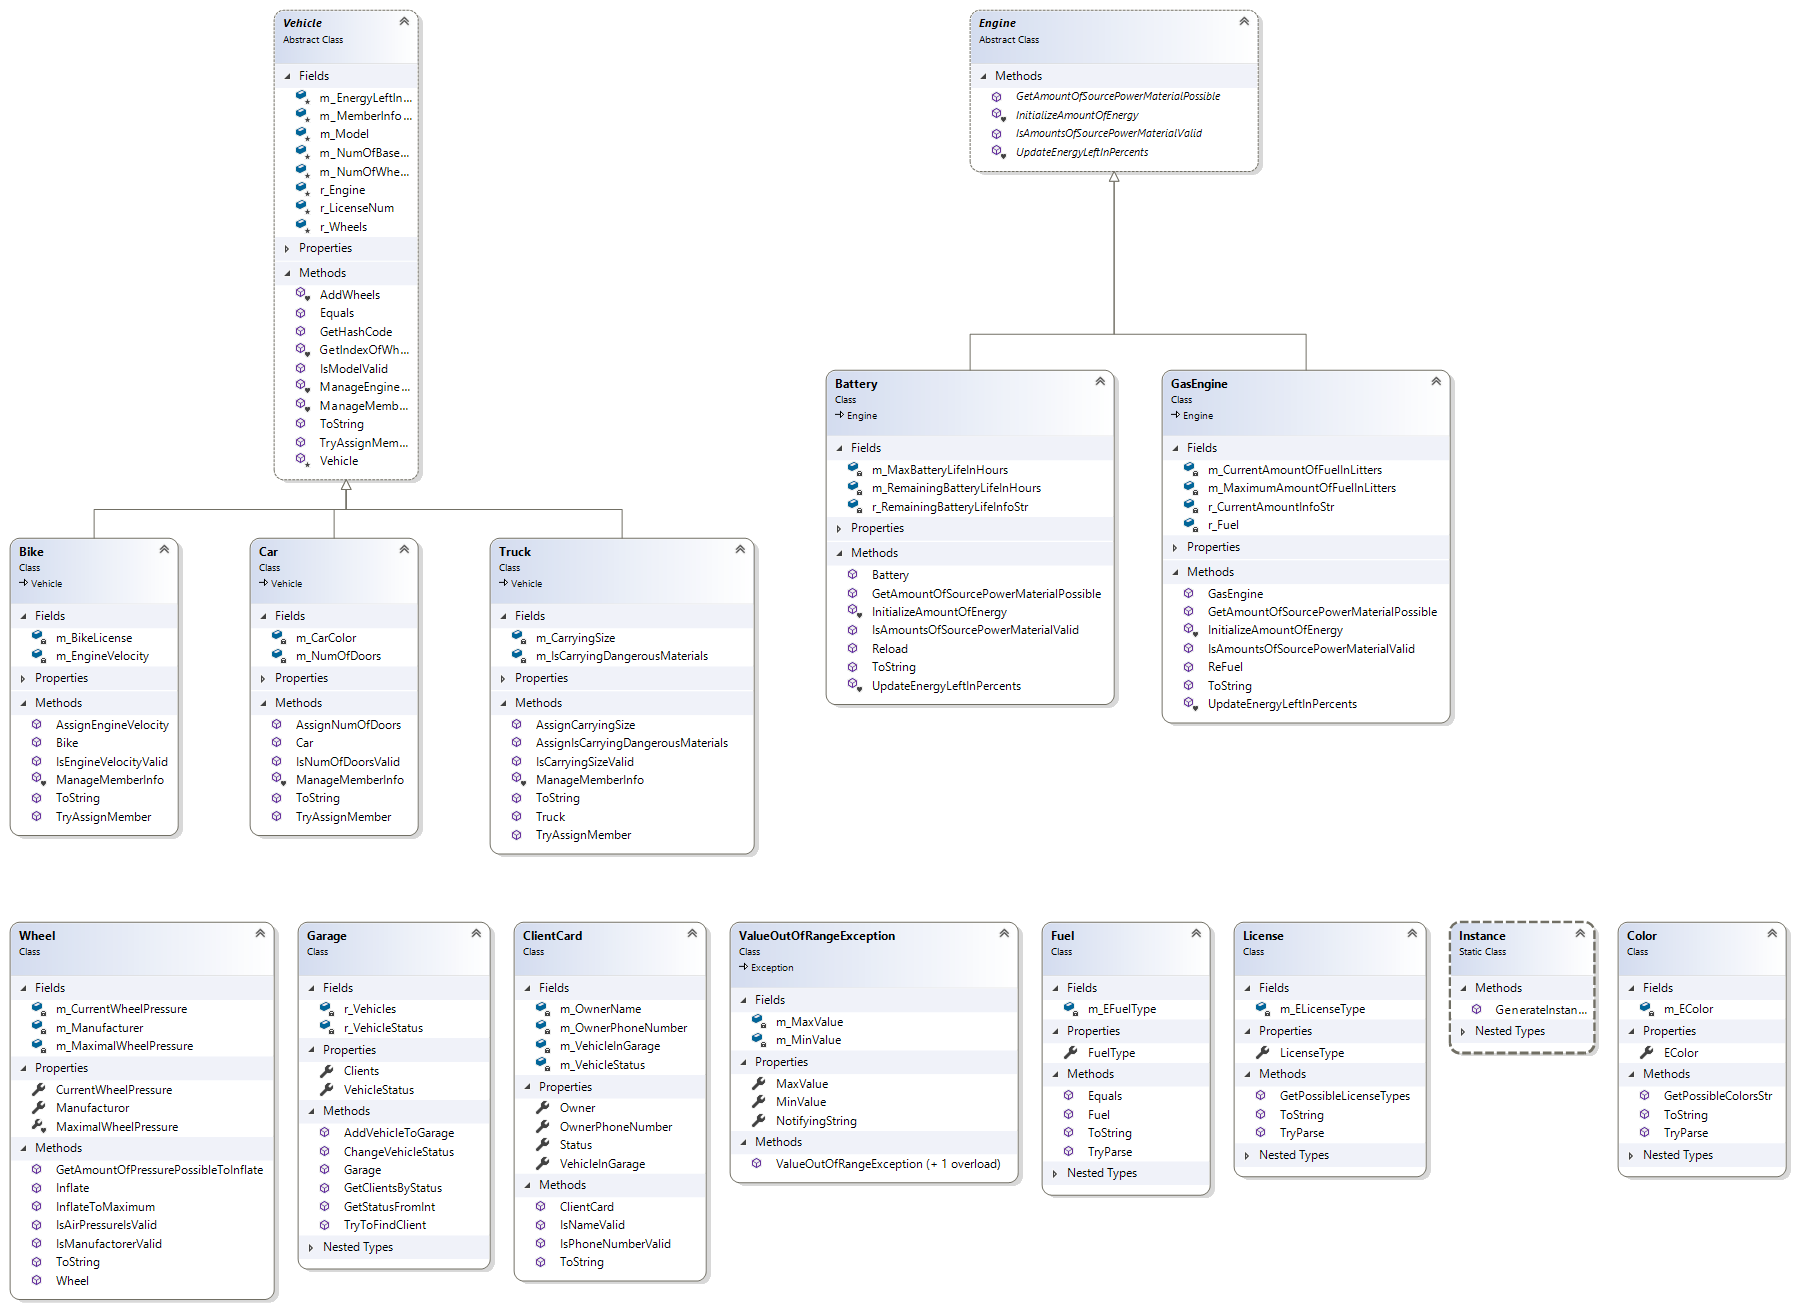 Vehicle
Abstract Class
Fields
m_EnergyLeftIn...
m_MemberInfo...
m_Model
m_NumOfBase...
m_NumOfWhe...
r_Engine
r_LicenseNum
r_Wheels
Properties
Methods
AddWheels
Equals
GetHashCode
GetIndexOfWh...
IsModelValid
ManageEngine...
ManageMemb...
ToString
TryAssignMem...
Vehicle
Engine
Abstract Class
Methods
GetAmountOfSourcePowerMaterialPossible
InitializeAmountOfEnergy
IsAmountsOfSourcePowerMaterialValid
UpdateEnergyLeftInPercents
Battery
Class
Engine
Fields
m_MaxBatteryLifeInHours
m_RemainingBatteryLifeInHours
r_RemainingBatteryLifeInfoStr
Properties
Methods
Battery
GetAmountOfSourcePowerMaterialPossible
InitializeAmountOfEnergy
IsAmountsOfSourcePowerMaterialValid
Reload
ToString
UpdateEnergyLeftInPercents
GasEngine
Class
Engine
Fields
m_CurrentAmountOfFuelInLitters
m_MaximumAmountOfFuelInLitters
r_CurrentAmountInfoStr
r_Fuel
Properties
Methods
GasEngine
GetAmountOfSourcePowerMaterialPossible
InitializeAmountOfEnergy
IsAmountsOfSourcePowerMaterialValid
ReFuel
ToString
UpdateEnergyLeftInPercents
Bike
Class
Vehicle
Fields
m_BikeLicense
m_EngineVelocity
Properties
Methods
AssignEngineVelocity
Bike
IsEngineVelocityValid
ManageMemberInfo
ToString
TryAssignMember
Car
Class
Vehicle
Fields
m_CarColor
m_NumOfDoors
Properties
Methods
AssignNumOfDoors
Car
IsNumOfDoorsValid
ManageMemberInfo
ToString
TryAssignMember
Truck
Class
Vehicle
Fields
m_CarryingSize
m_IsCarryingDangerousMaterials
Properties
Methods
AssignCarryingSize
AssignIsCarryingDangerousMaterials
IsCarryingSizeValid
ManageMemberInfo
ToString
Truck
TryAssignMember
Wheel
Class
Fields
m_CurrentWheelPressure
m_Manufacturer
m_MaximalWheelPressure
Properties
CurrentWheelPressure
Manufacturor
MaximalWheelPressure
Methods
GetAmountOfPressurePossibleToInflate
Inflate
InflateToMaximum
IsAirPressureIsValid
IsManufactorerValid
ToString
Wheel
Garage
Class
Fields
r_Vehicles
r_VehicleStatus
Properties
Clients
VehicleStatus
Methods
AddVehicleToGarage
ChangeVehicleStatus
Garage
GetClientsByStatus
GetStatusFromInt
TryToFindClient
Nested Types
ClientCard
Class
Fields
m_OwnerName
m_OwnerPhoneNumber
m_VehicleInGarage
m_VehicleStatus
Properties
Owner
OwnerPhoneNumber
Status
VehicleInGarage
Methods
ClientCard
IsNameValid
IsPhoneNumberValid
ToString
ValueOutOfRangeException
Class
Exception
Fields
m_MaxValue
m_MinValue
Properties
MaxValue
MinValue
NotifyingString
Methods
ValueOutOfRangeException (+ 1 overload)
Fuel
Class
Fields
m_EFuelType
Properties
FuelType
Methods
Equals
Fuel
ToString
TryParse
Nested Types
License
Class
Fields
m_ELicenseType
Properties
LicenseType
Methods
GetPossibleLicenseTypes
ToString
TryParse
Nested Types
Instance
Static Class
Methods
GenerateInstan...
Nested Types
Color
Class
Fields
m_EColor
Properties
EColor
Methods
GetPossibleColorsStr
ToString
TryParse
Nested Types